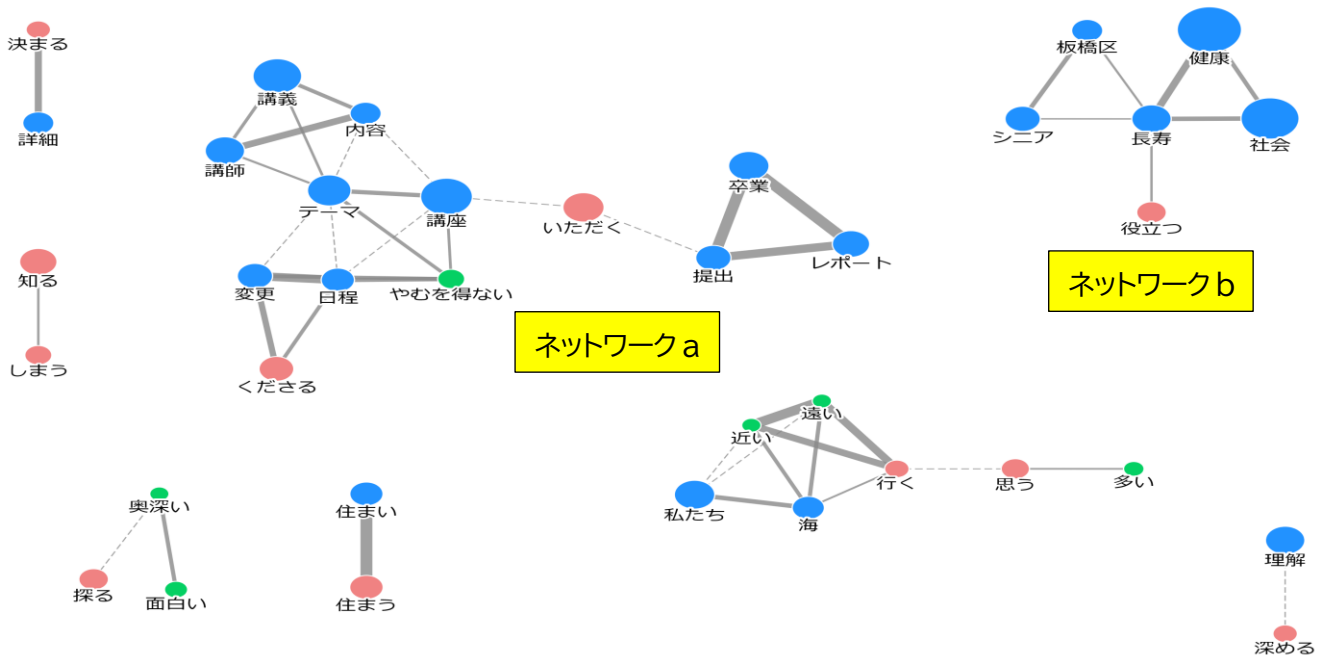 決まる
詳細
講義
内容
講師
テーマ
講座
いただく
卒業
提出
レポート
変更
日程
やむを得ない
くださる
知る
しまう
ネットワークa
板橋区
健康
シニア
長寿
社会
役立つ
ネットワークb
遠い
近い
行く
思う
多い
私たち
海
奥深い
探る
面白い
住まい
住まう
理解
深める